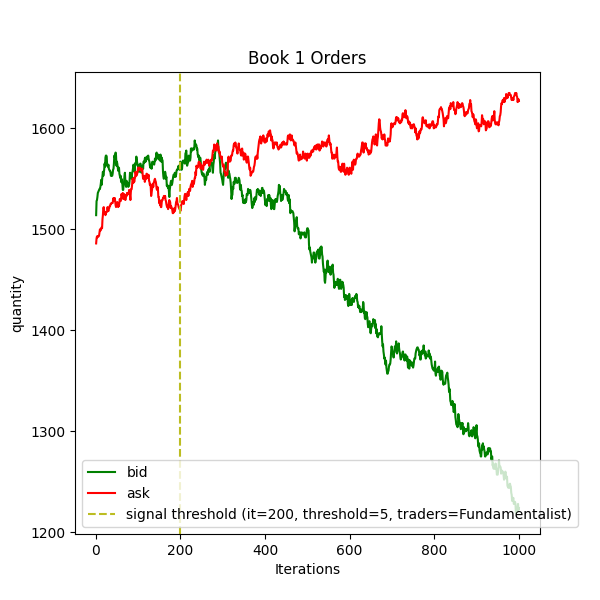 Book 1 Orders
quantity
1600
1500
1400
1300
1200
bid
ask
signal threshold (it=200, threshold=5, traders=Fundamentalist)
0 200 400 600 800 1000
Iterations